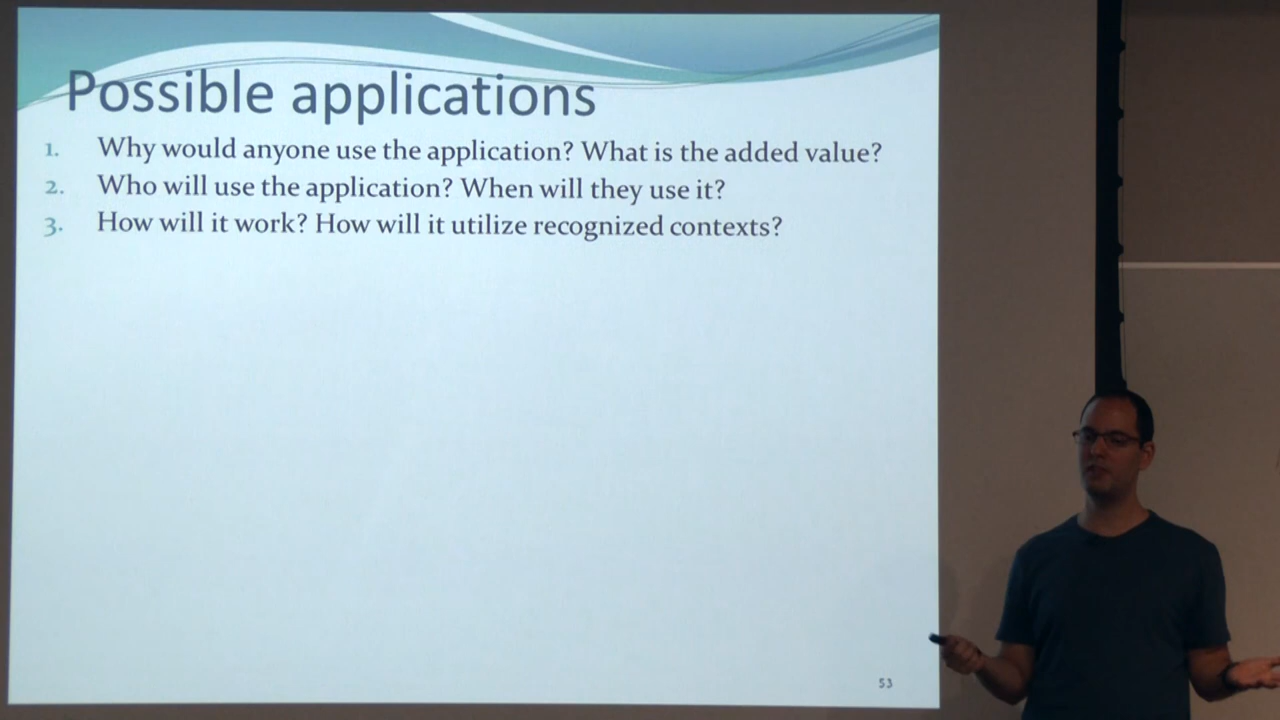 Possible applications
1. Why would anyone use the application? What is the added value?
2. Who will use the application? When will they use it?
3. How will it work? How will it utilize recognized contexts?
53